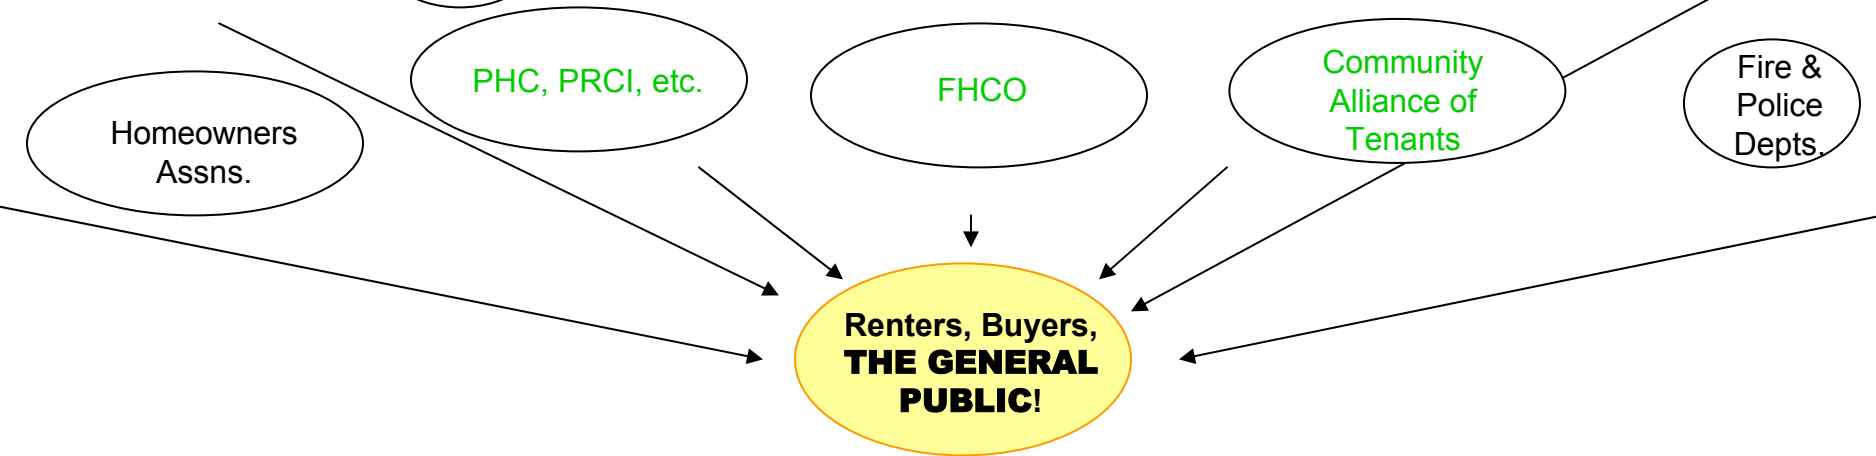 Homeowners
Assns.
PHC, PRCI, etc.
FHCO
Community
Alliance of
Tenants
Fire &
Police
Depts.
Renters, Buyers,
THE GENERAL
PUBLIC!